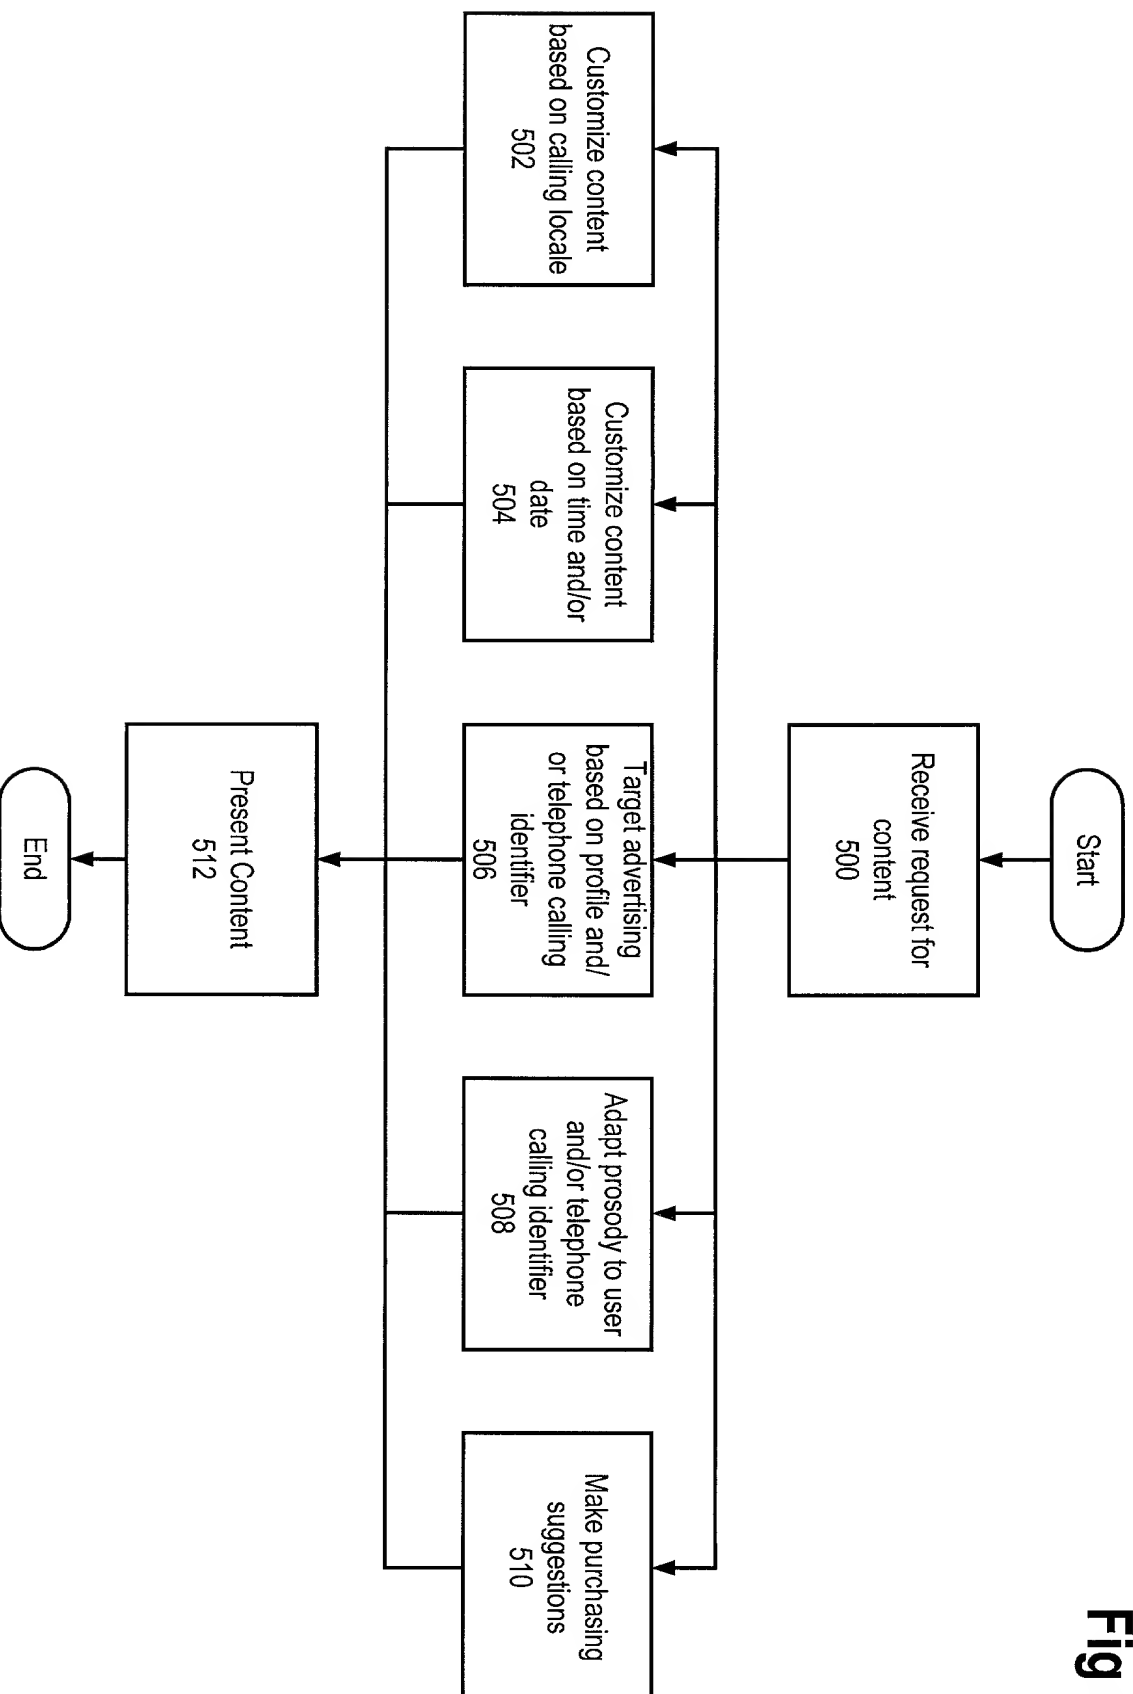 Fig
Start
Receive request for
content
500
Customize content
based on calling locale
502
Customize content
based on time and/or
date
504
Target advertising
based on profile and/
or telephone calling
identifier
506
Adapt prosody to user
and/or telephone
calling identifier
508
Make purchasing
suggestions
510
Present Content
512
End